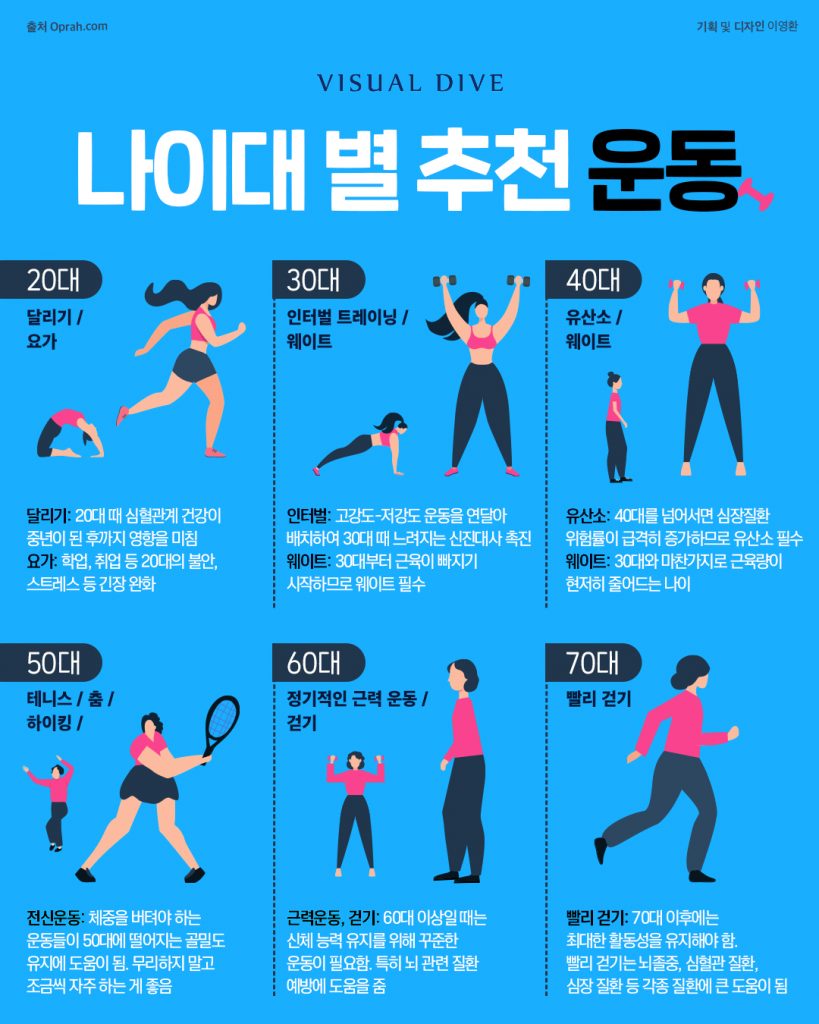 출처 Oprah.com
기획 및 디자인 이영환
VISUAL DIVE
나이대 별 추천 운동
20대
달리기 /
요가
달리기: 20대 때 심혈관계 건강이
중년이 된 후까지 영향을 미침
요가: 학업, 취업 등 20대의 불안,
스트레스 등 긴장 완화
30대
인터벌 트레이닝 /
웨이트
인터벌: 고강도-저강도 운동을 연달아
배치하여 30대 때 느려지는 신진대사 촉진
웨이트: 30대부터 근육이 빠지기
시작하므로 웨이트 필수
40대
유산소 /
웨이트
유산소: 40대를 넘어서면 심장질환
위험률이 급격히 증가하므로 유산소 필수
웨이트: 30대와 마찬가지로 근육량이
현저히 줄어드는 나이
50대
테니스 / 춤 /
하이킹 /
전신운동: 체중을 버텨야 하는
운동들이 50대에 떨어지는 골밀도
유지에 도움이 됨. 무리하지 말고
조금씩 자주 하는 게 좋음
60대
정기적인 근력 운동 /
걷기
근력운동, 걷기: 60대 이상일 때는
신체 능력 유지를 위해 꾸준한
운동이 필요함. 특히 뇌 관련 질환
예방에 도움을 줌
70대
빨리 걷기
빨리 걷기: 70대 이후에는
최대한 활동성을 유지해야 함.
빨리 걷기는 뇌졸중, 심혈관 질환,
심장 질환 등 각종 질환에 큰 도움이 됨